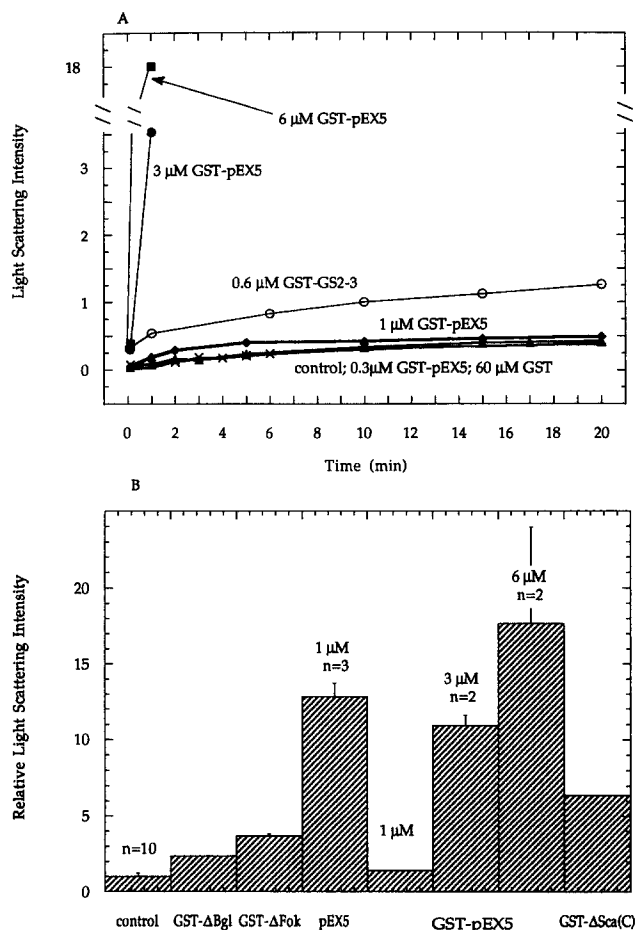 A
18
6 μM GST-pEX5
3
3 μM GST-pEX5
2
0.6 μM GST-GS2-3
1
1 μM GST-pEX5
control; 0.3μM GST-pEX5; 60 μM GST
0
0 2 4 6 8 10 12 14 16 18 20
Time (min)
Light Scattering Intensity
B
20
15
10
5
0
Relative Light Scattering Intensity
n=10
1 μM
n=3
1 μM
3 μM
n=2
6 μM
n=2
control GST-ΔBgl GST-ΔFok pEX5 GST-pEX5 GST-ΔSca(C)